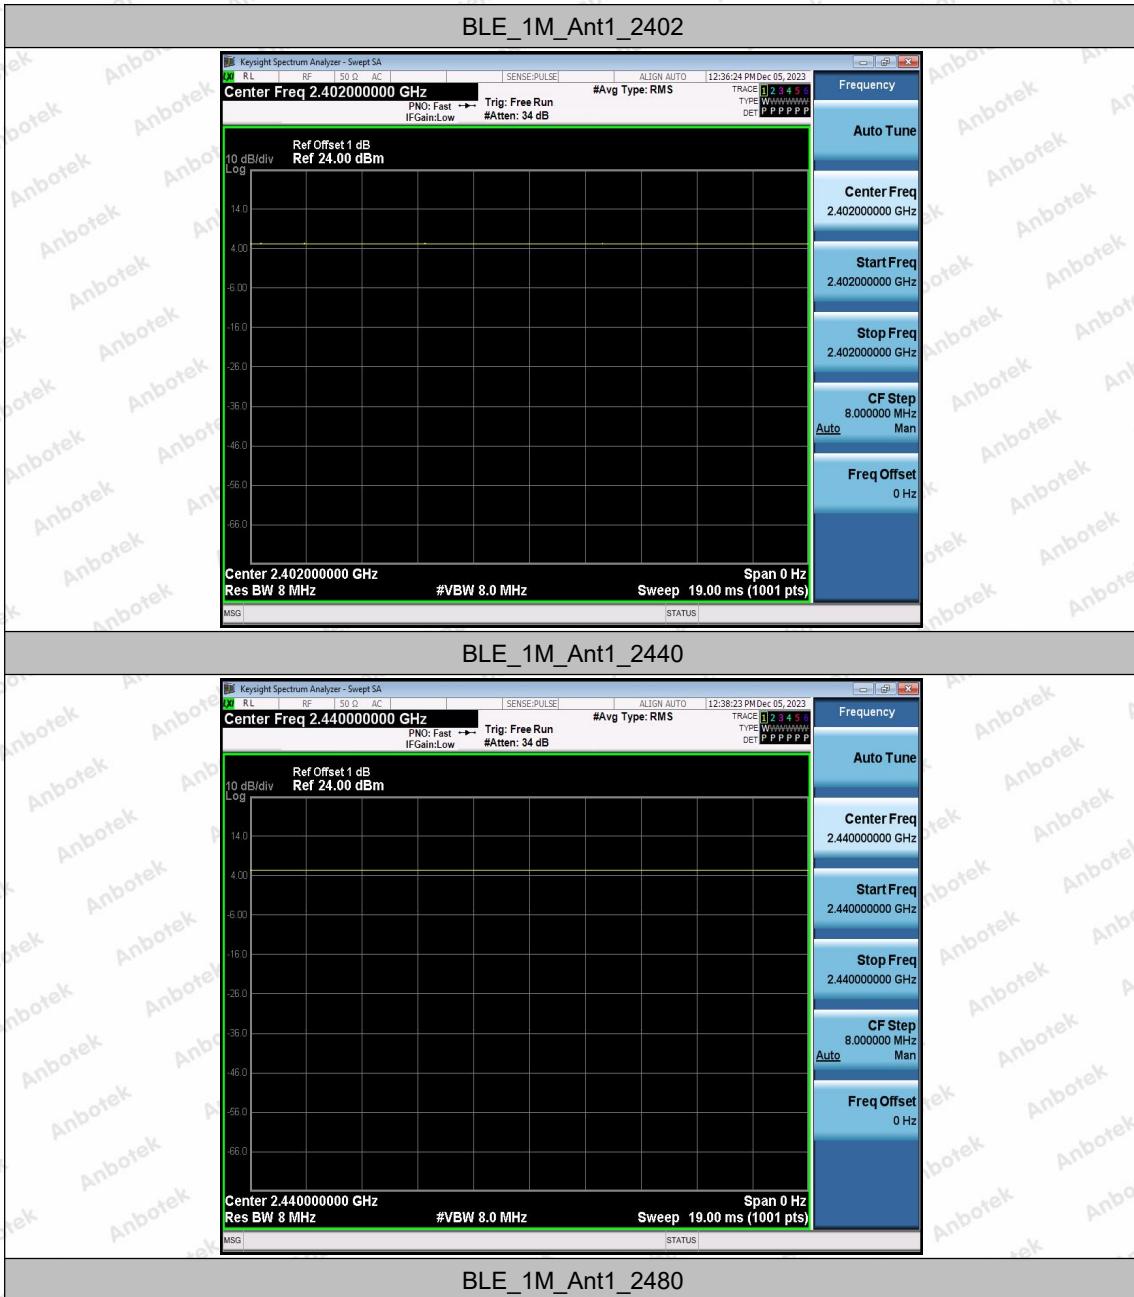 BLE_1M_Ant1_2402
Keysight Spectrum Analyzer - Swept SA
LXI RL RF 50 Ω AC SENSE:PULSE ALIGN AUTO 12:36:24 PM Dec 05, 2023
Center Freq 2.402000000 GHz
PNO: Fast
IFGain:Low
Trig: Free Run
#Atten: 34 dB
#Avg Type: RMS
TRACE 1 2 3 4 5 6
TYPE WWWWWW
DET P P P P P P
Ref Offset 1 dB
10 dB/div Ref 24.00 dBm
Log
14.0
4.00
-6.00
-16.0
-26.0
-36.0
-46.0
-56.0
-66.0
Center 2.402000000 GHz Span 0 Hz
Res BW 8 MHz #VBW 8.0 MHz Sweep 19.00 ms (1001 pts)
MSG STATUS
Frequency
Auto Tune
Center Freq
2.402000000 GHz
Start Freq
2.402000000 GHz
Stop Freq
2.402000000 GHz
CF Step
8.000000 MHz
Auto Man
Freq Offset
0 Hz
BLE_1M_Ant1_2440
Keysight Spectrum Analyzer - Swept SA
LXI RL RF 50 Ω AC SENSE:PULSE ALIGN AUTO 12:38:23 PM Dec 05, 2023
Center Freq 2.440000000 GHz
PNO: Fast
IFGain:Low
Trig: Free Run
#Atten: 34 dB
#Avg Type: RMS
TRACE 1 2 3 4 5 6
TYPE WWWWWW
DET P P P P P P
Ref Offset 1 dB
10 dB/div Ref 24.00 dBm
Log
14.0
4.00
-6.00
-16.0
-26.0
-36.0
-46.0
-56.0
-66.0
Center 2.440000000 GHz Span 0 Hz
Res BW 8 MHz #VBW 8.0 MHz Sweep 19.00 ms (1001 pts)
MSG STATUS
Frequency
Auto Tune
Center Freq
2.440000000 GHz
Start Freq
2.440000000 GHz
Stop Freq
2.440000000 GHz
CF Step
8.000000 MHz
Auto Man
Freq Offset
0 Hz
BLE_1M_Ant1_2480
Anbotek